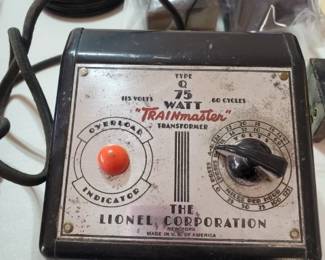 TYPE
Q
115 VOLTS 75 60 CYCLES
WATT
"TRAINmaster"
TRANSFORMER
OVERLOAD
INDICATOR
VOLTS
THE
LIONEL CORPORATION
NEW YORK
MADE IN U.S. OF AMERICA